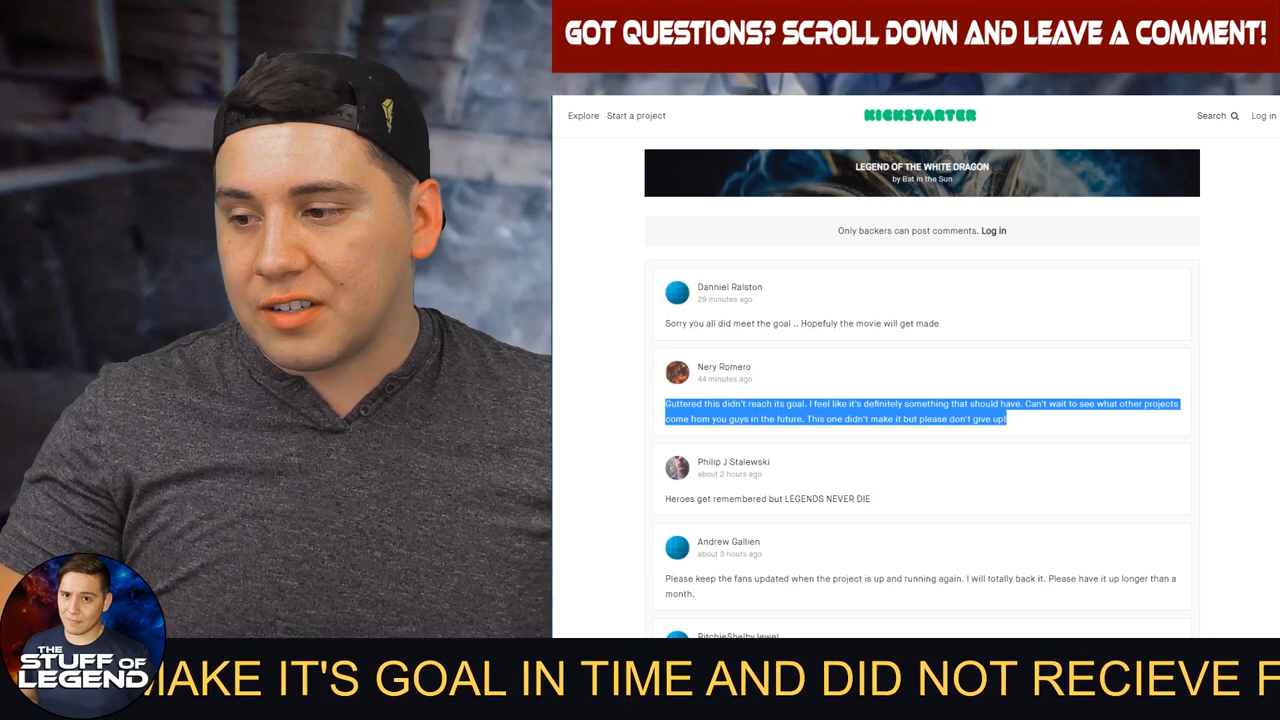 GOT QUESTIONS? SCROLL DOWN AND LEAVE A COMMENT!
Explore Start a project KICKSTARTER Search Log in
LEGEND OF THE WHITE DRAGON
by Bat in the Sun
Only backers can post comments. Log in
Danniel Ralston
29 minutes ago
Sorry you all did meet the goal .. Hopefuly the movie will get made
Nery Romero
44 minutes ago
Guttered this didn't reach its goal. I feel like it's definitely something that should have. Can't wait to see what other projects
come from you guys in the future. This one didn't make it but please don't give up!
Philip J Stalewski
about 2 hours ago
Heroes get remembered but LEGENDS NEVER DIE
Andrew Gallien
about 3 hours ago
Please keep the fans updated when the project is up and running again. I will totally back it. Please have it up longer than a
month.
RitchieShelbyJewel
THE
STUFF OF
LEGEND
MAKE IT'S GOAL IN TIME AND DID NOT RECIEVE F